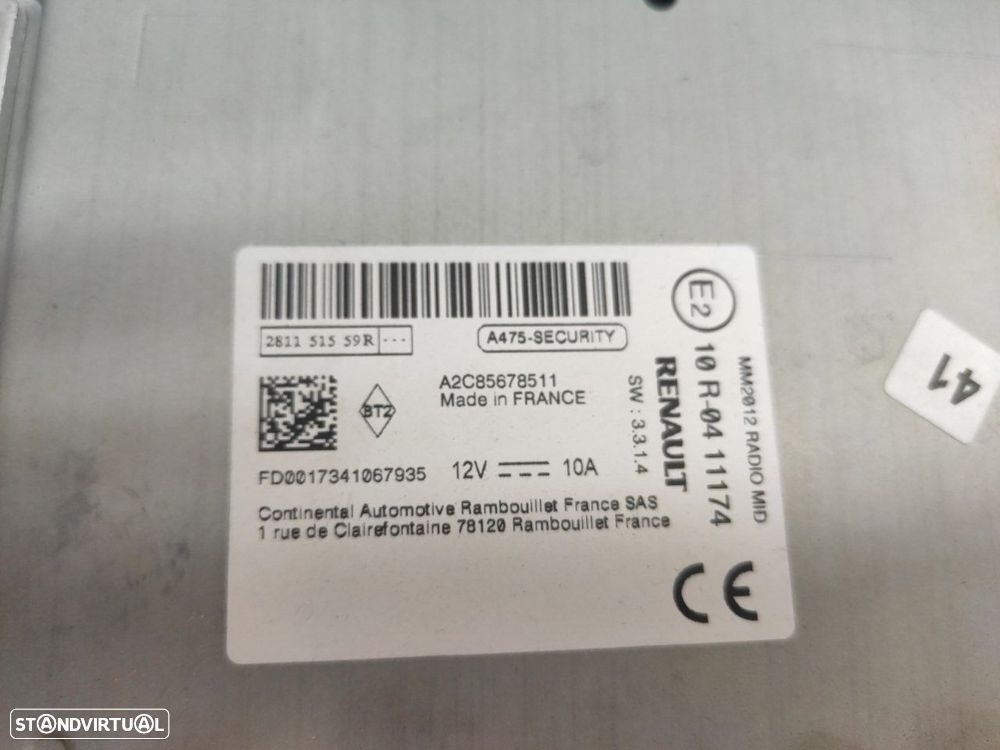 2811 515 59R ---
A475-SECURITY
BT2
A2C85678511
Made in FRANCE
FD0017341067935
12V 10A
Continental Automotive Rambouillet France SAS
1 rue de Clairefontaine 78120 Rambouillet France
E2
10 R-04 11174
MM2012 RADIO MID
RENAULT
SW : 3.3.1.4
CE
41
STANDVIRTUAL